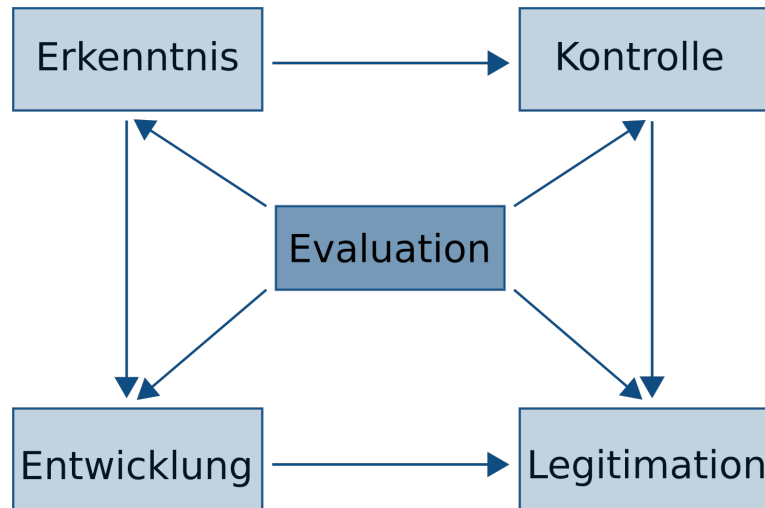 Erkenntnis
Kontrolle
Evaluation
Entwicklung
Legitimation